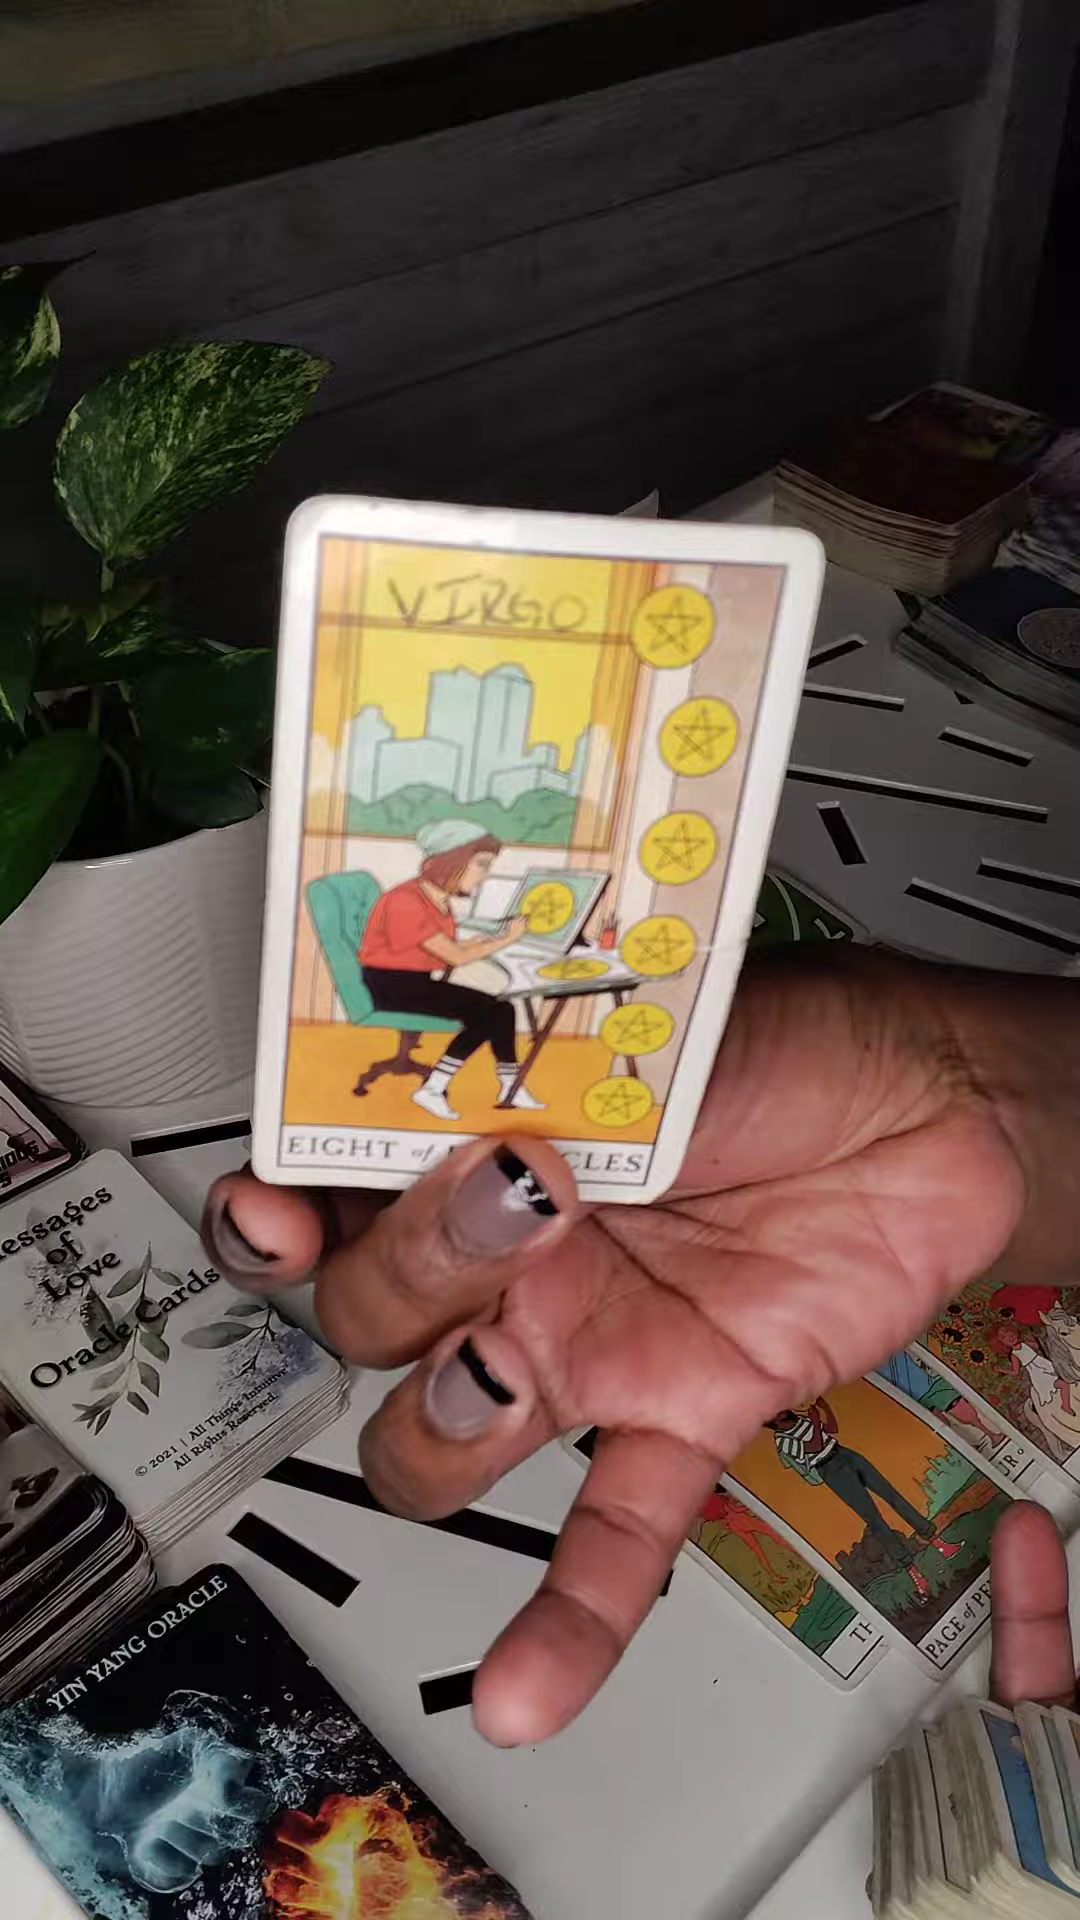 VIRGO
EIGHT of
CLES
essages
of
Love
Oracle Cards
© 2021 | All Things Intuitive
All Rights Reserved.
YIN YANG ORACLE
PAGE of PE